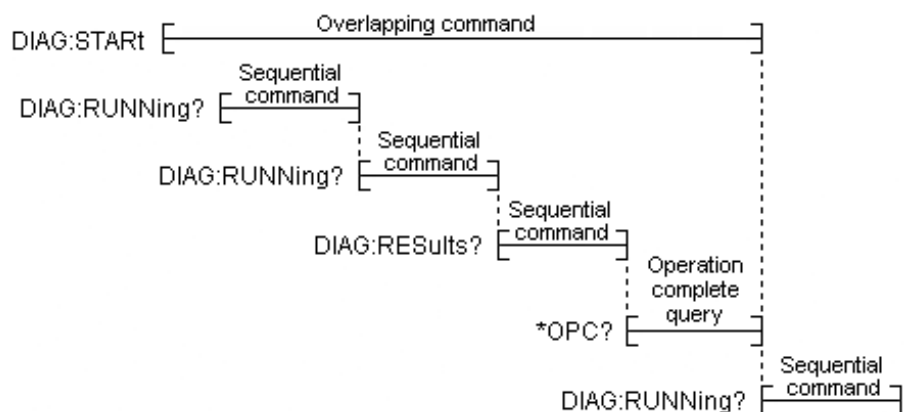 Overlapping command
DIAG:STARt
Sequential
command
DIAG:RUNNing?
Sequential
command
DIAG:RUNNing?
Sequential
command
DIAG:RESults?
Operation
complete
query
*OPC?
Sequential
command
DIAG:RUNNing?